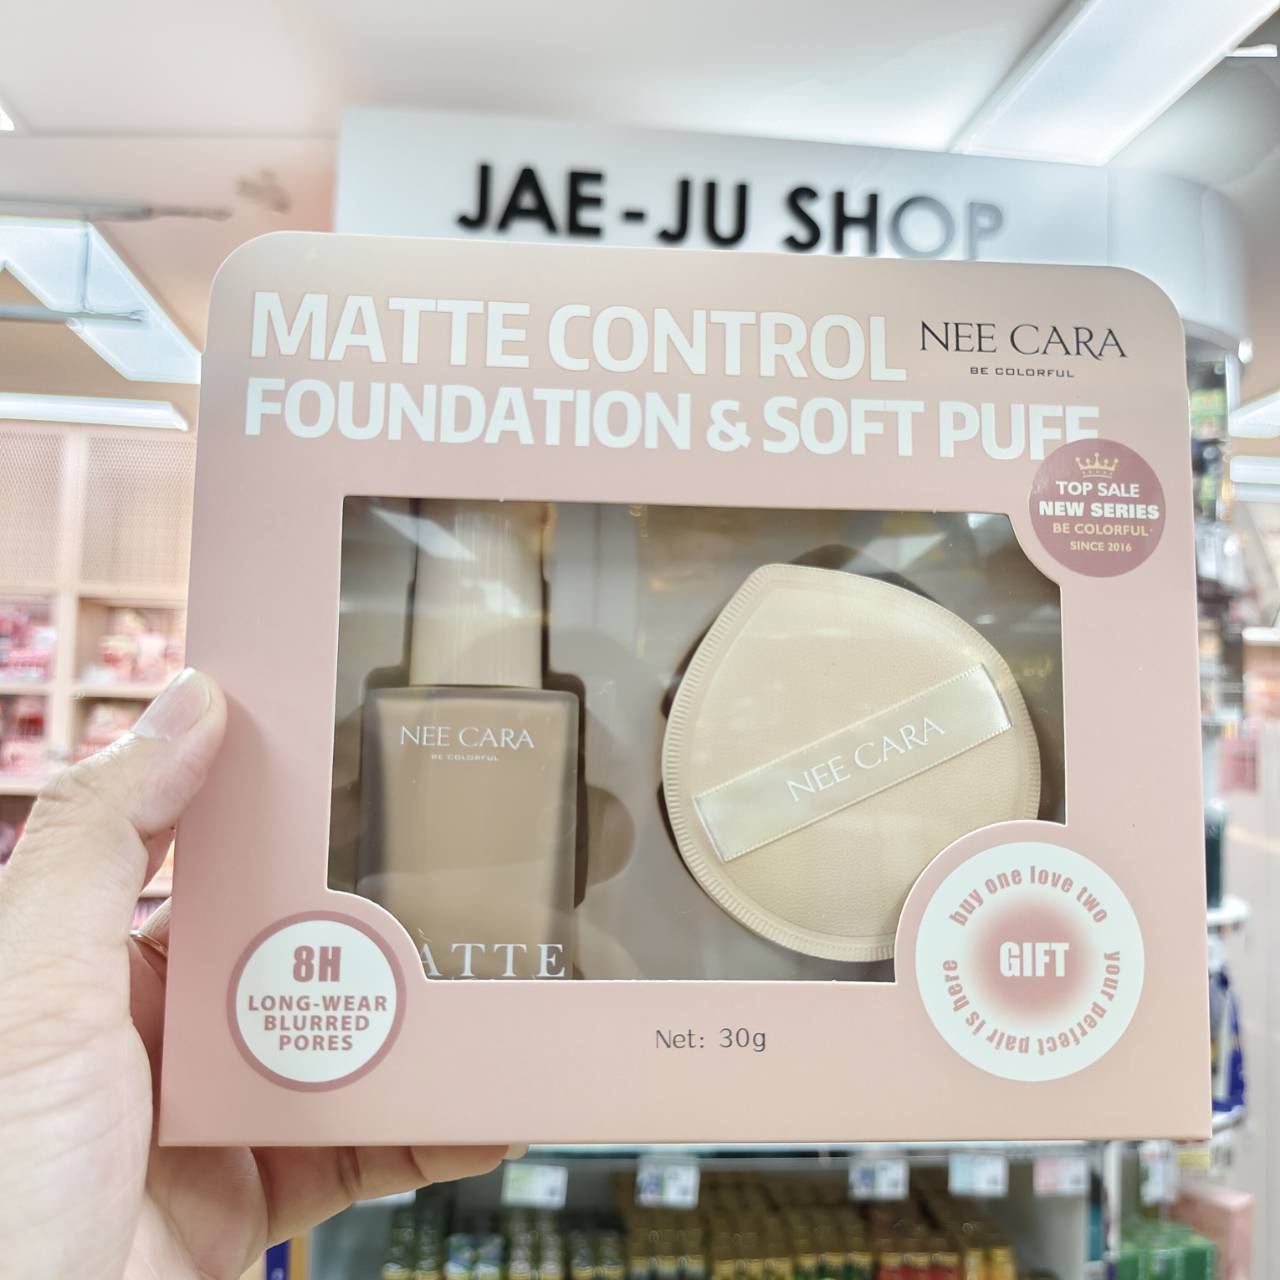 JAE-JU SHOP
MATTE CONTROL
FOUNDATION & SOFT PUFF
NEE CARA
BE COLORFUL
TOP SALE
NEW SERIES
BE COLORFUL
SINCE 2016
NEE CARA
BE COLORFUL
MATTE
NEE CARA
8H
LONG-WEAR
BLURRED
PORES
Net: 30g
buy one love two
your perfect pair is here
GIFT